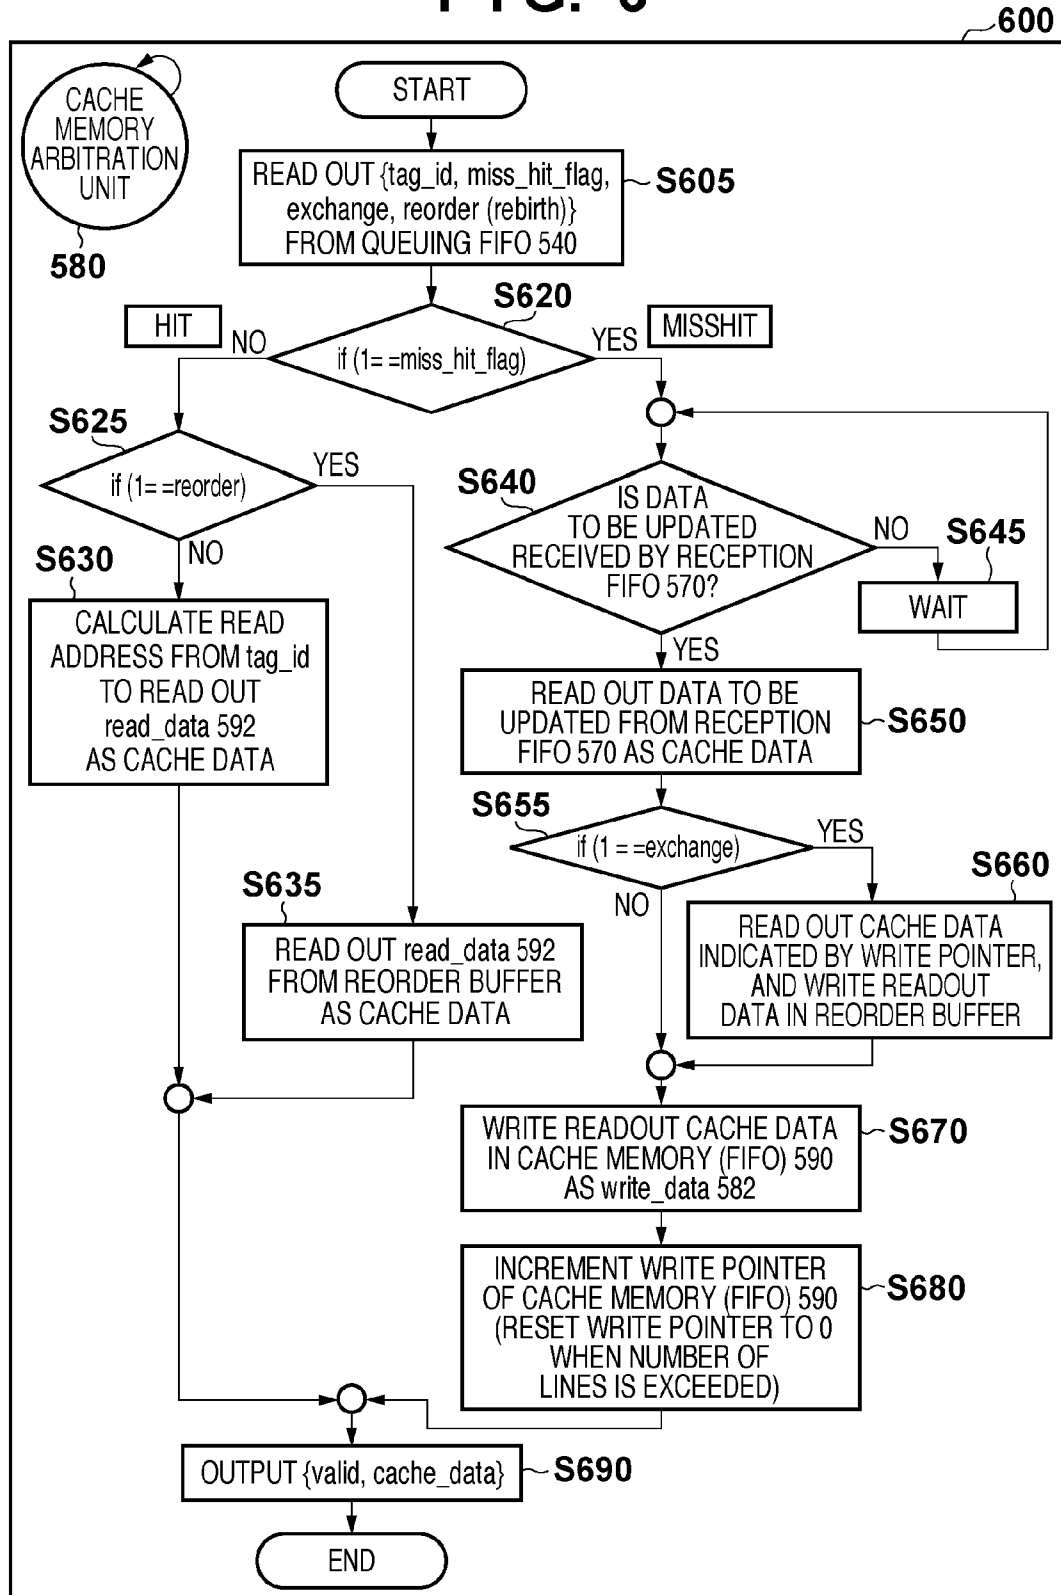 FIG. 6
600
CACHE
MEMORY
ARBITRATION
UNIT
580
START
READ OUT {tag_id, miss_hit_flag,
exchange, reorder (rebirth)}
FROM QUEUING FIFO 540
S605
S620
HIT
NO
if (1= =miss_hit_flag)
YES
MISSHIT
S625
if (1= =reorder)
YES
NO
S640
IS DATA
TO BE UPDATED
RECEIVED BY RECEPTION
FIFO 570?
NO
S645
WAIT
YES
S630
CALCULATE READ
ADDRESS FROM tag_id
TO READ OUT
read_data 592
AS CACHE DATA
READ OUT DATA TO BE
UPDATED FROM RECEPTION
FIFO 570 AS CACHE DATA
S650
S655
if (1 = =exchange)
YES
NO
S635
READ OUT read_data 592
FROM REORDER BUFFER
AS CACHE DATA
S660
READ OUT CACHE DATA
INDICATED BY WRITE POINTER,
AND WRITE READOUT
DATA IN REORDER BUFFER
WRITE READOUT CACHE DATA
IN CACHE MEMORY (FIFO) 590
AS write_data 582
S670
INCREMENT WRITE POINTER
OF CACHE MEMORY (FIFO) 590
(RESET WRITE POINTER TO 0
WHEN NUMBER OF
LINES IS EXCEEDED)
S680
OUTPUT {valid, cache_data}
S690
END